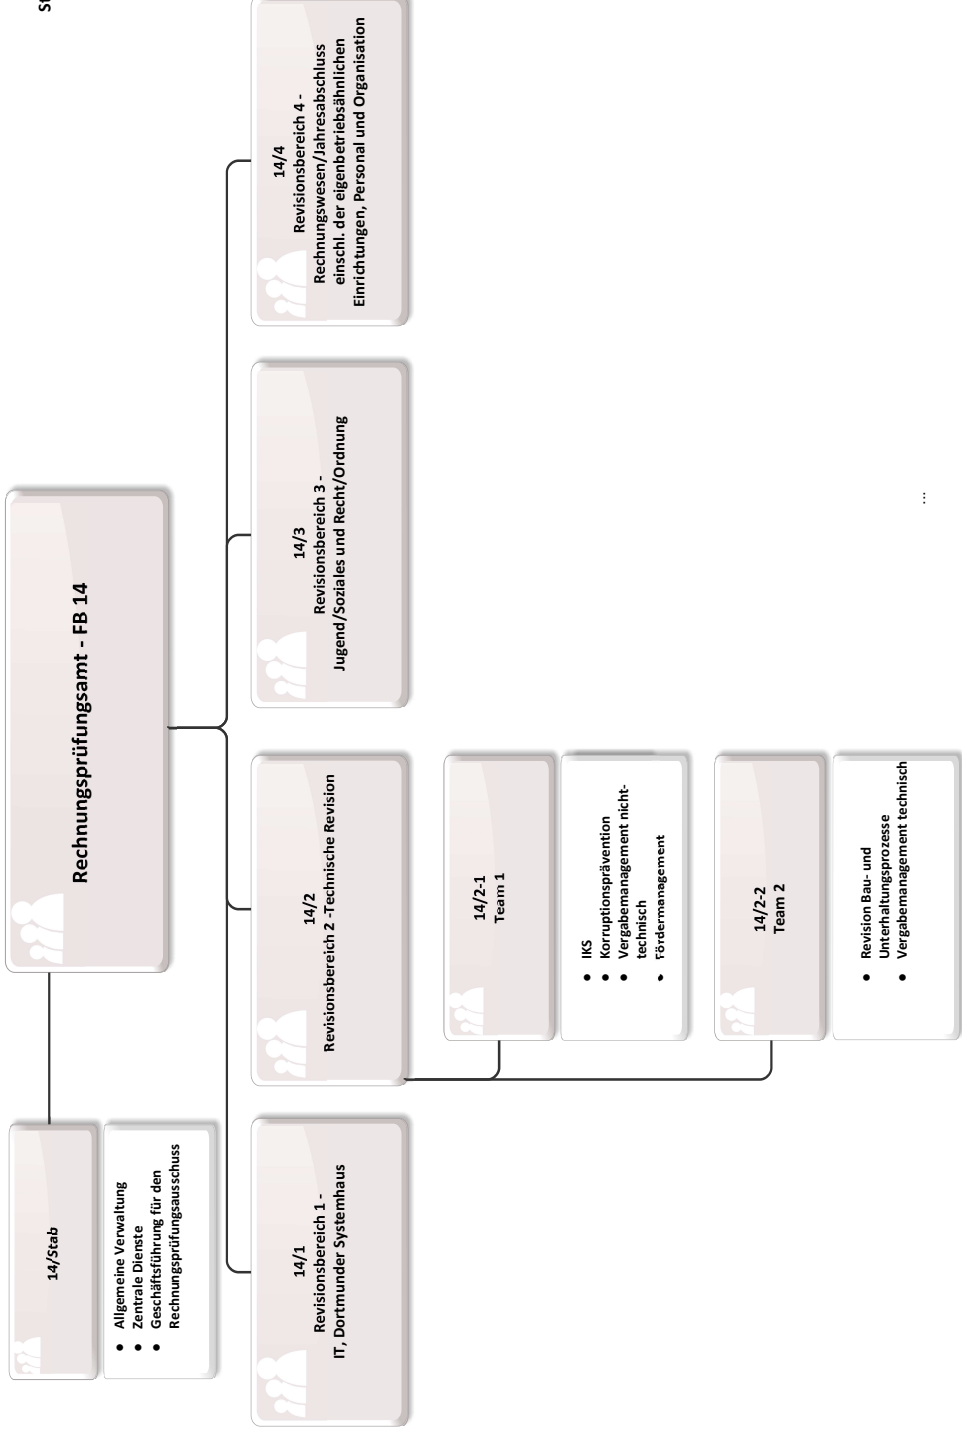 St
Rechnungsprüfungsamt - FB 14
14/Stab
● Allgemeine Verwaltung
● Zentrale Dienste
● Geschäftsführung für den
Rechnungsprüfungsausschuss
14/1
Revisionsbereich 1 -
IT, Dortmunder Systemhaus
14/2
Revisionsbereich 2 -Technische Revision
14/3
Revisionsbereich 3 -
Jugend/Soziales und Recht/Ordnung
14/4
Revisionsbereich 4 -
Rechnungswesen/Jahresabschluss
einschl. der eigenbetriebsähnlichen
Einrichtungen, Personal und Organisation
14/2-1
Team 1
● IKS
● Korruptionsprävention
● Vergabemanagement nicht-
technisch
● Fördermanagement
14/2-2
Team 2
● Revision Bau- und
Unterhaltungsprozesse
● Vergabemanagement technisch
...